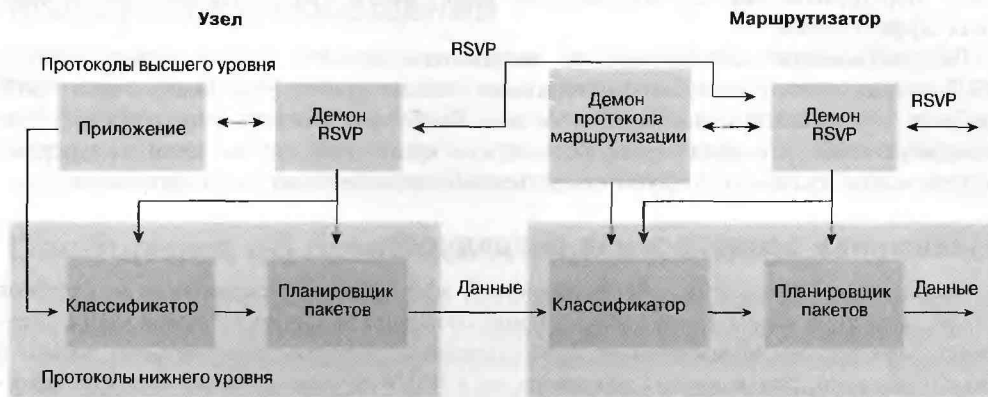 Узел
Маршрутизатор
RSVP
Протоколы высшего уровня
Приложение
Демон
RSVP
Демон
протокола
маршрутизации
Демон
RSVP
RSVP
Классификатор
Планировщик
пакетов
Данные
Классификатор
Планировщик
пакетов
Данные
Протоколы нижнего уровня